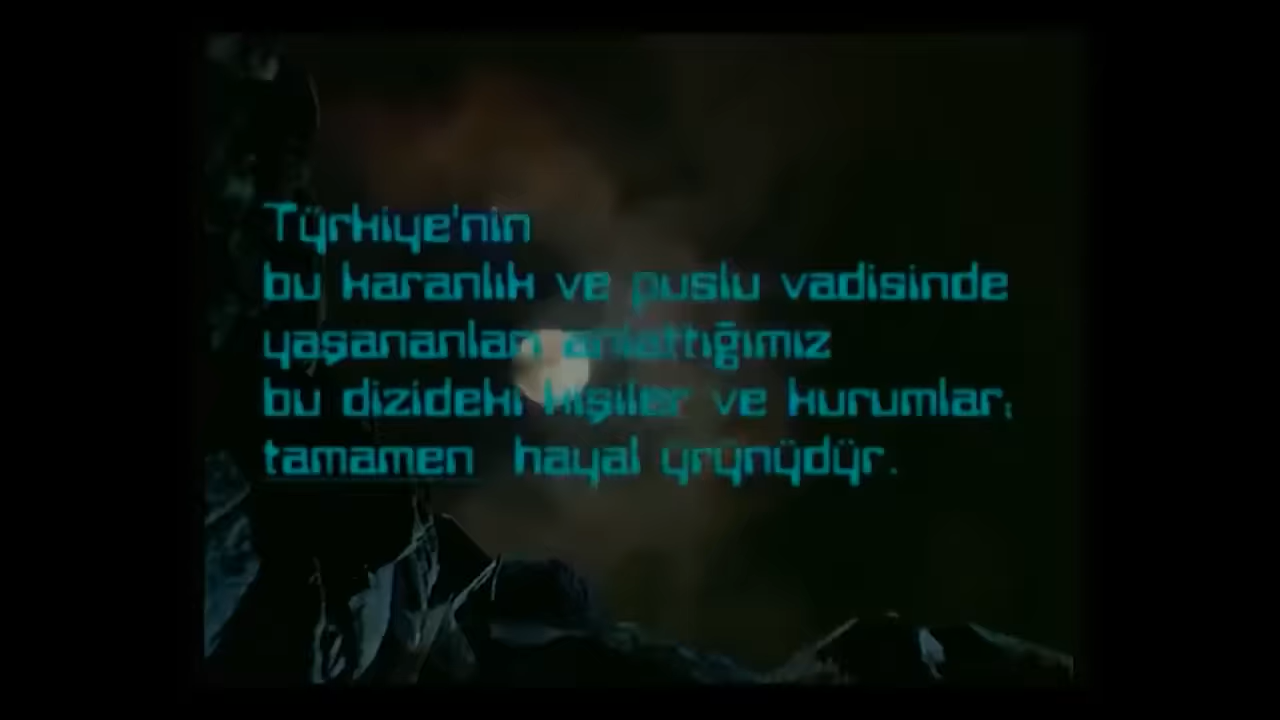 Türkiye'nin
bu karanlık ve puslu vadisinde
yaşananları anlattığımız
bu dizideki kişiler ve kurumlar;
tamamen hayal ürünüdür.